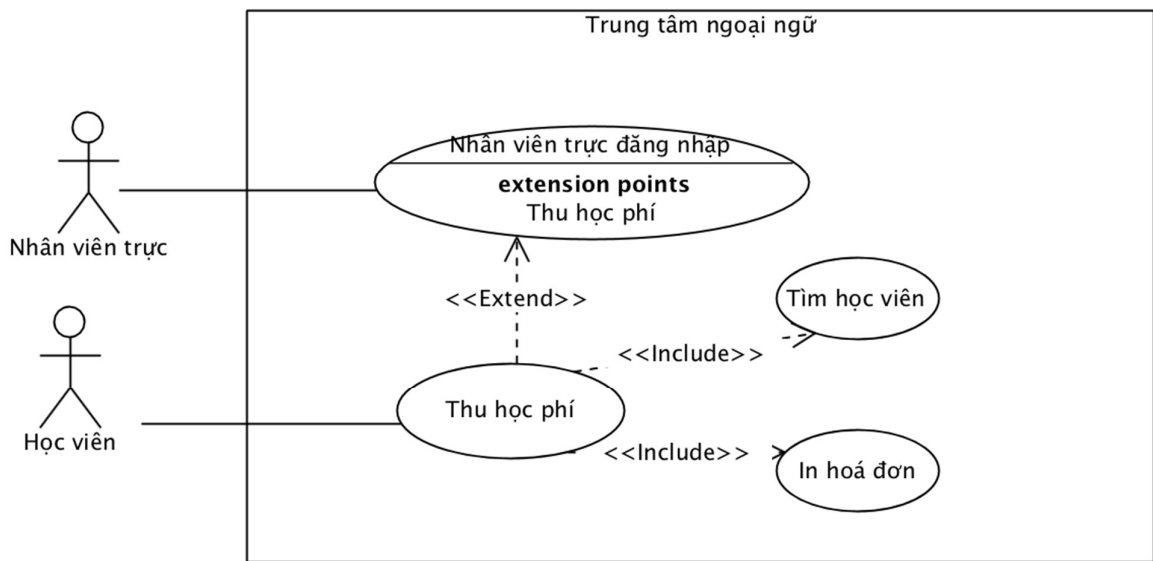 Trung tâm ngoại ngữ
Nhân viên trực đăng nhập
extension points
Thu học phí
Nhân viên trực
<<Extend>>
Tìm học viên
<<Include>>
Thu học phí
Học viên
<<Include>>
In hoá đơn